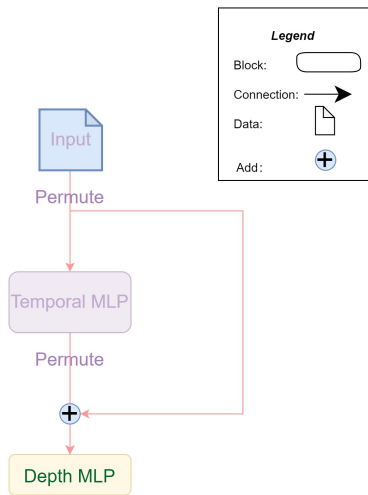 Legend
Block:
Connection:
Data:
Add:
Input
Permute
Temporal MLP
Permute
Depth MLP